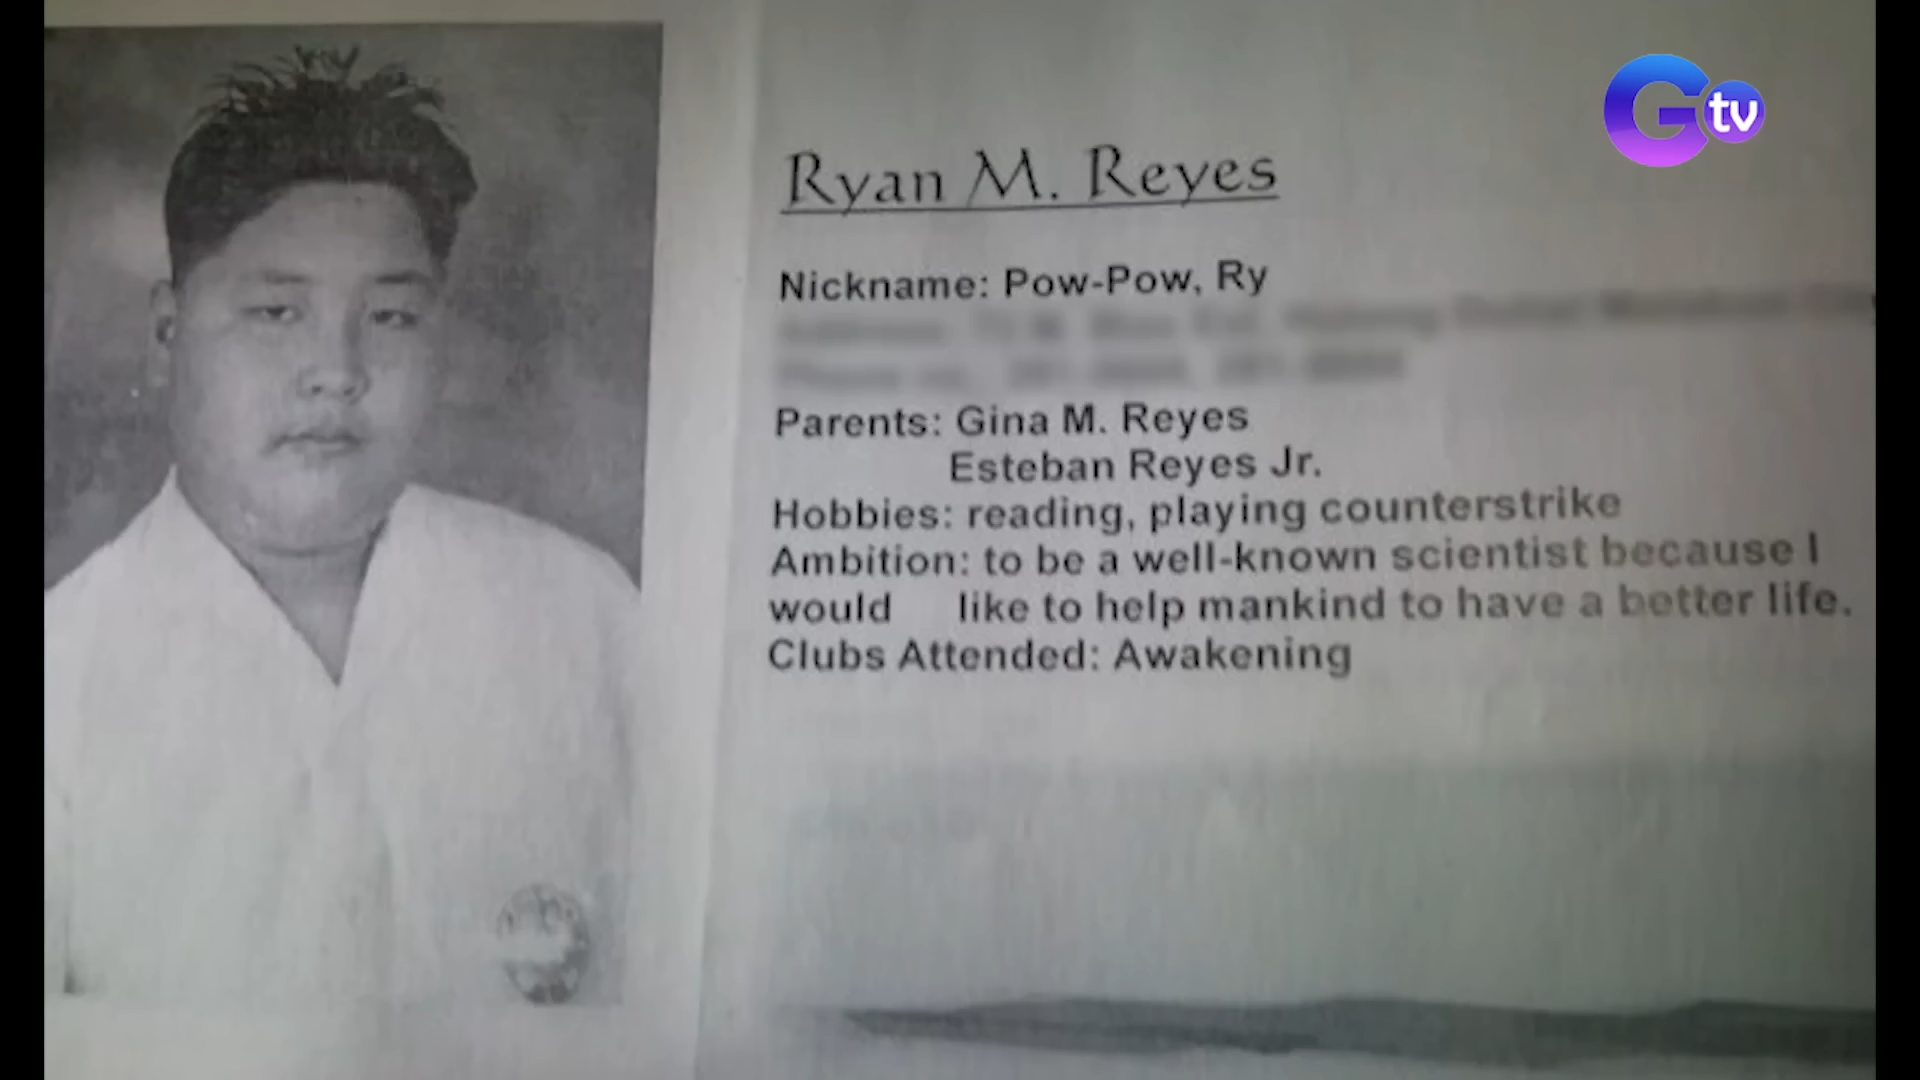 Gtv
Ryan M. Reyes
Nickname: Pow-Pow, Ry
Parents: Gina M. Reyes
Esteban Reyes Jr.
Hobbies: reading, playing counterstrike
Ambition: to be a well-known scientist because I
would like to help mankind to have a better life.
Clubs Attended: Awakening